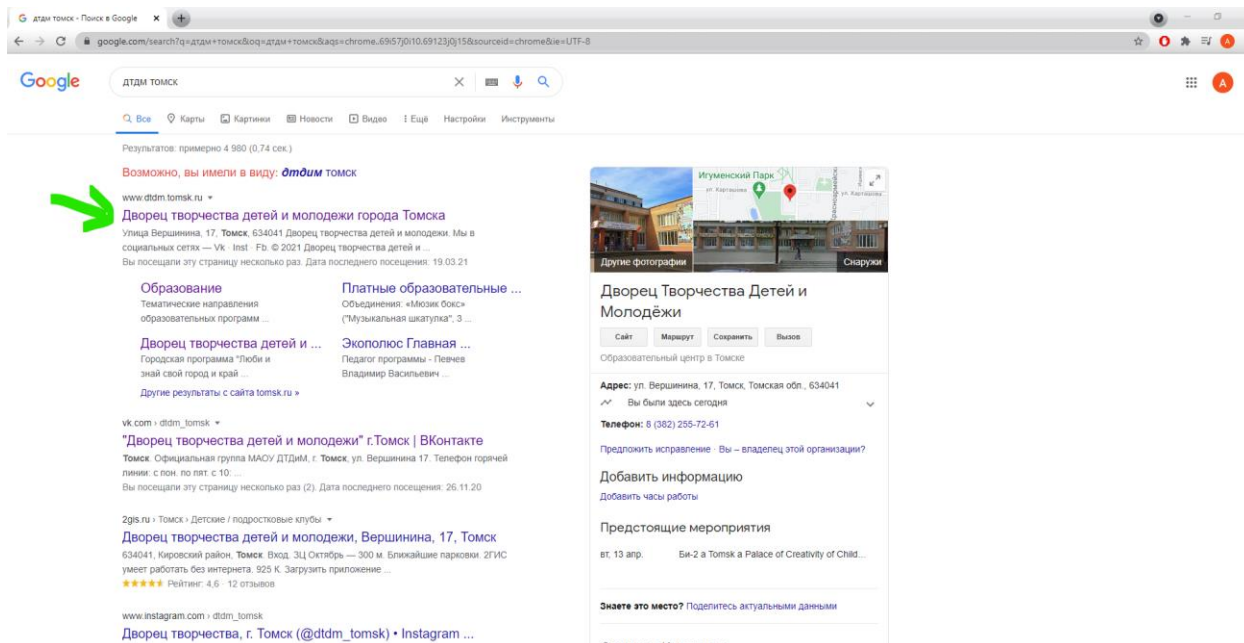 дтдм томск - Поиск в Google
google.com/search?q=дтдм+томск&oq=дтдм+томск&aqs=chrome..69i57j0i10.69123j0j15&sourceid=chrome&ie=UTF-8
Google
дтдм томск
Все Карты Картинки Новости Видео Ещё Настройки Инструменты
Результатов: примерно 4 980 (0,74 сек.)
Возможно, вы имели в виду: дтдим томск
www.dtdm.tomsk.ru
Дворец творчества детей и молодежи города Томска
Улица Вершинина, 17, Томск, 634041 Дворец творчества детей и молодежи. Мы в
социальных сетях — Vk · Inst · Fb. © 2021 Дворец творчества детей и ...
Вы посещали эту страницу несколько раз. Дата последнего посещения: 19.03.21
Образование
Тематические направления
образовательных программ ...
Платные образовательные ...
Объединения: «Мюзик бокс»
("Музыкальная шкатулка", 3 ...
Дворец творчества детей и ...
Городская программа "Люби и
знай свой город и край ...
Экополюс Главная ...
Педагог программы - Певчев
Владимир Васильевич ...
Другие результаты с сайта tomsk.ru »
vk.com › dtdm_tomsk
"Дворец творчества детей и молодежи" г.Томск | ВКонтакте
Томск. Официальная группа МАОУ ДТДиМ, г. Томск, ул. Вершинина 17. Телефон горячей
линии: с пон. по пят. с 10: ...
Вы посещали эту страницу несколько раз (2). Дата последнего посещения: 26.11.20
2gis.ru › Томск › Детские / подростковые клубы
Дворец творчества детей и молодежи, Вершинина, 17, Томск
634041, Кировский район, Томск. Вход. ЗЦ Октябрь — 300 м. Ближайшие парковки. 2ГИС
умеет работать без интернета. 925 К. Загрузить приложение ...
Рейтинг: 4,6 · 12 отзывов
www.instagram.com › dtdm_tomsk
Дворец творчества, г. Томск (@dtdm_tomsk) • Instagram ...
A
A
Игуменский Парк
ул. Карташова
ул. Карташова
Другие фотографии
Снаружи
Дворец Творчества Детей и
Молодёжи
Сайт Маршрут Сохранить Вызов
Образовательный центр в Томске
Адрес: ул. Вершинина, 17, Томск, Томская обл., 634041
Вы были здесь сегодня
Телефон: 8 (382) 255-72-61
Предложить исправление · Вы – владелец этой организации?
Добавить информацию
Добавить часы работы
Предстоящие мероприятия
вт, 13 апр. Би-2 a Tomsk a Palace of Creativity of Child...
Знаете это место? Поделитесь актуальными данными